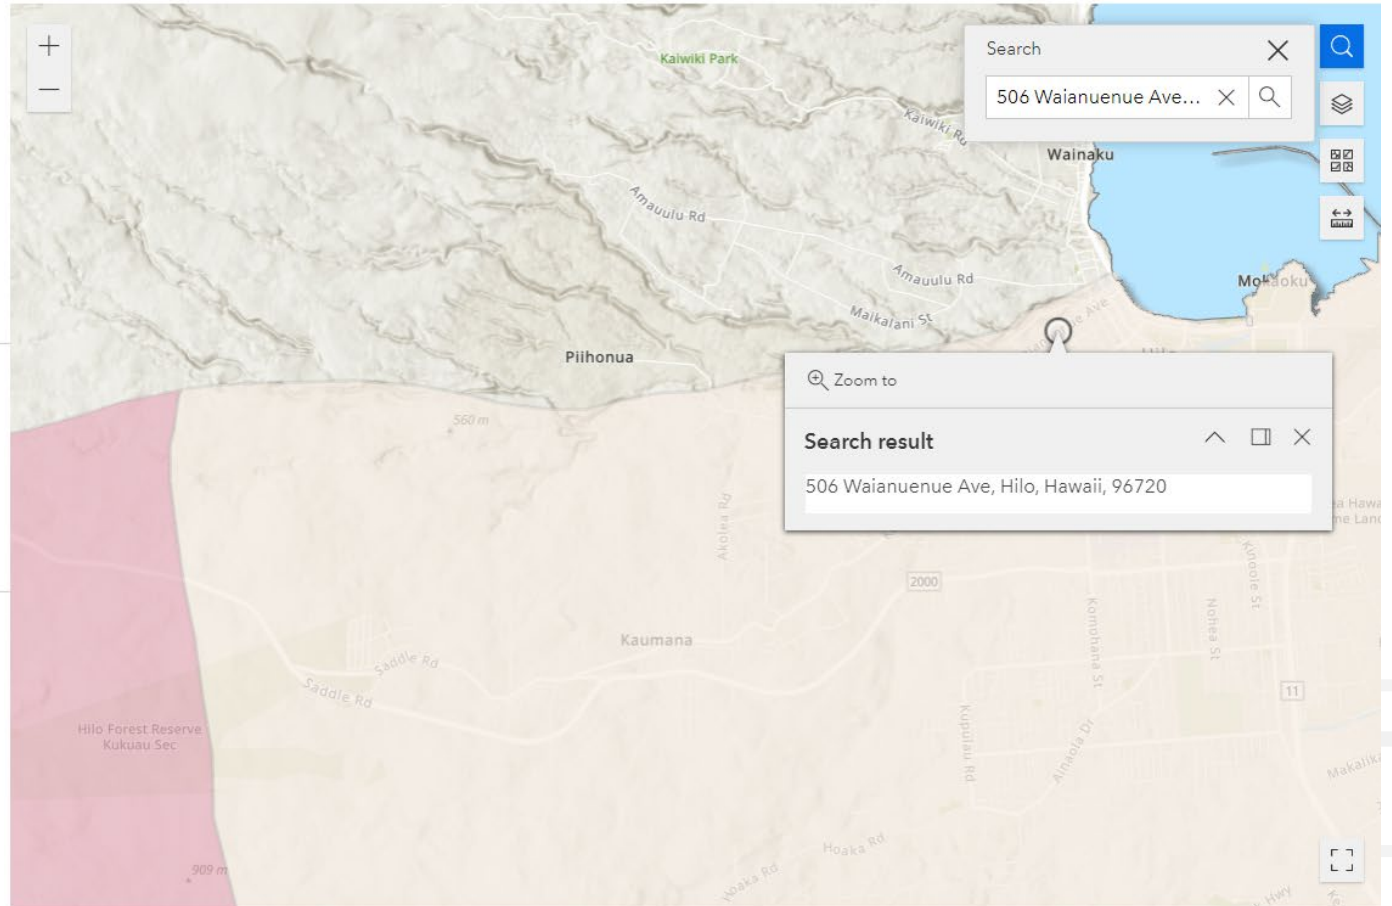 Kaiwiki Park
Search
506 Waianuenue Ave...
Kaiwiki Rd
Wainaku
Amauulu Rd
Amauulu Rd
Mokaoku
Maikalani St
Piihonua
Zoom to
560 m
Search result
506 Waianuenue Ave, Hilo, Hawaii, 96720
Akolea Rd
Kinoole St
2000
Komohana St
Nohea St
Kaumana
Saddle Rd
Saddle Rd
11
Hilo Forest Reserve
Kukuau Sec
Kupulau Rd
Ainaola Dr
Hoaka Rd
909 m
Hoaka Rd
Hwy